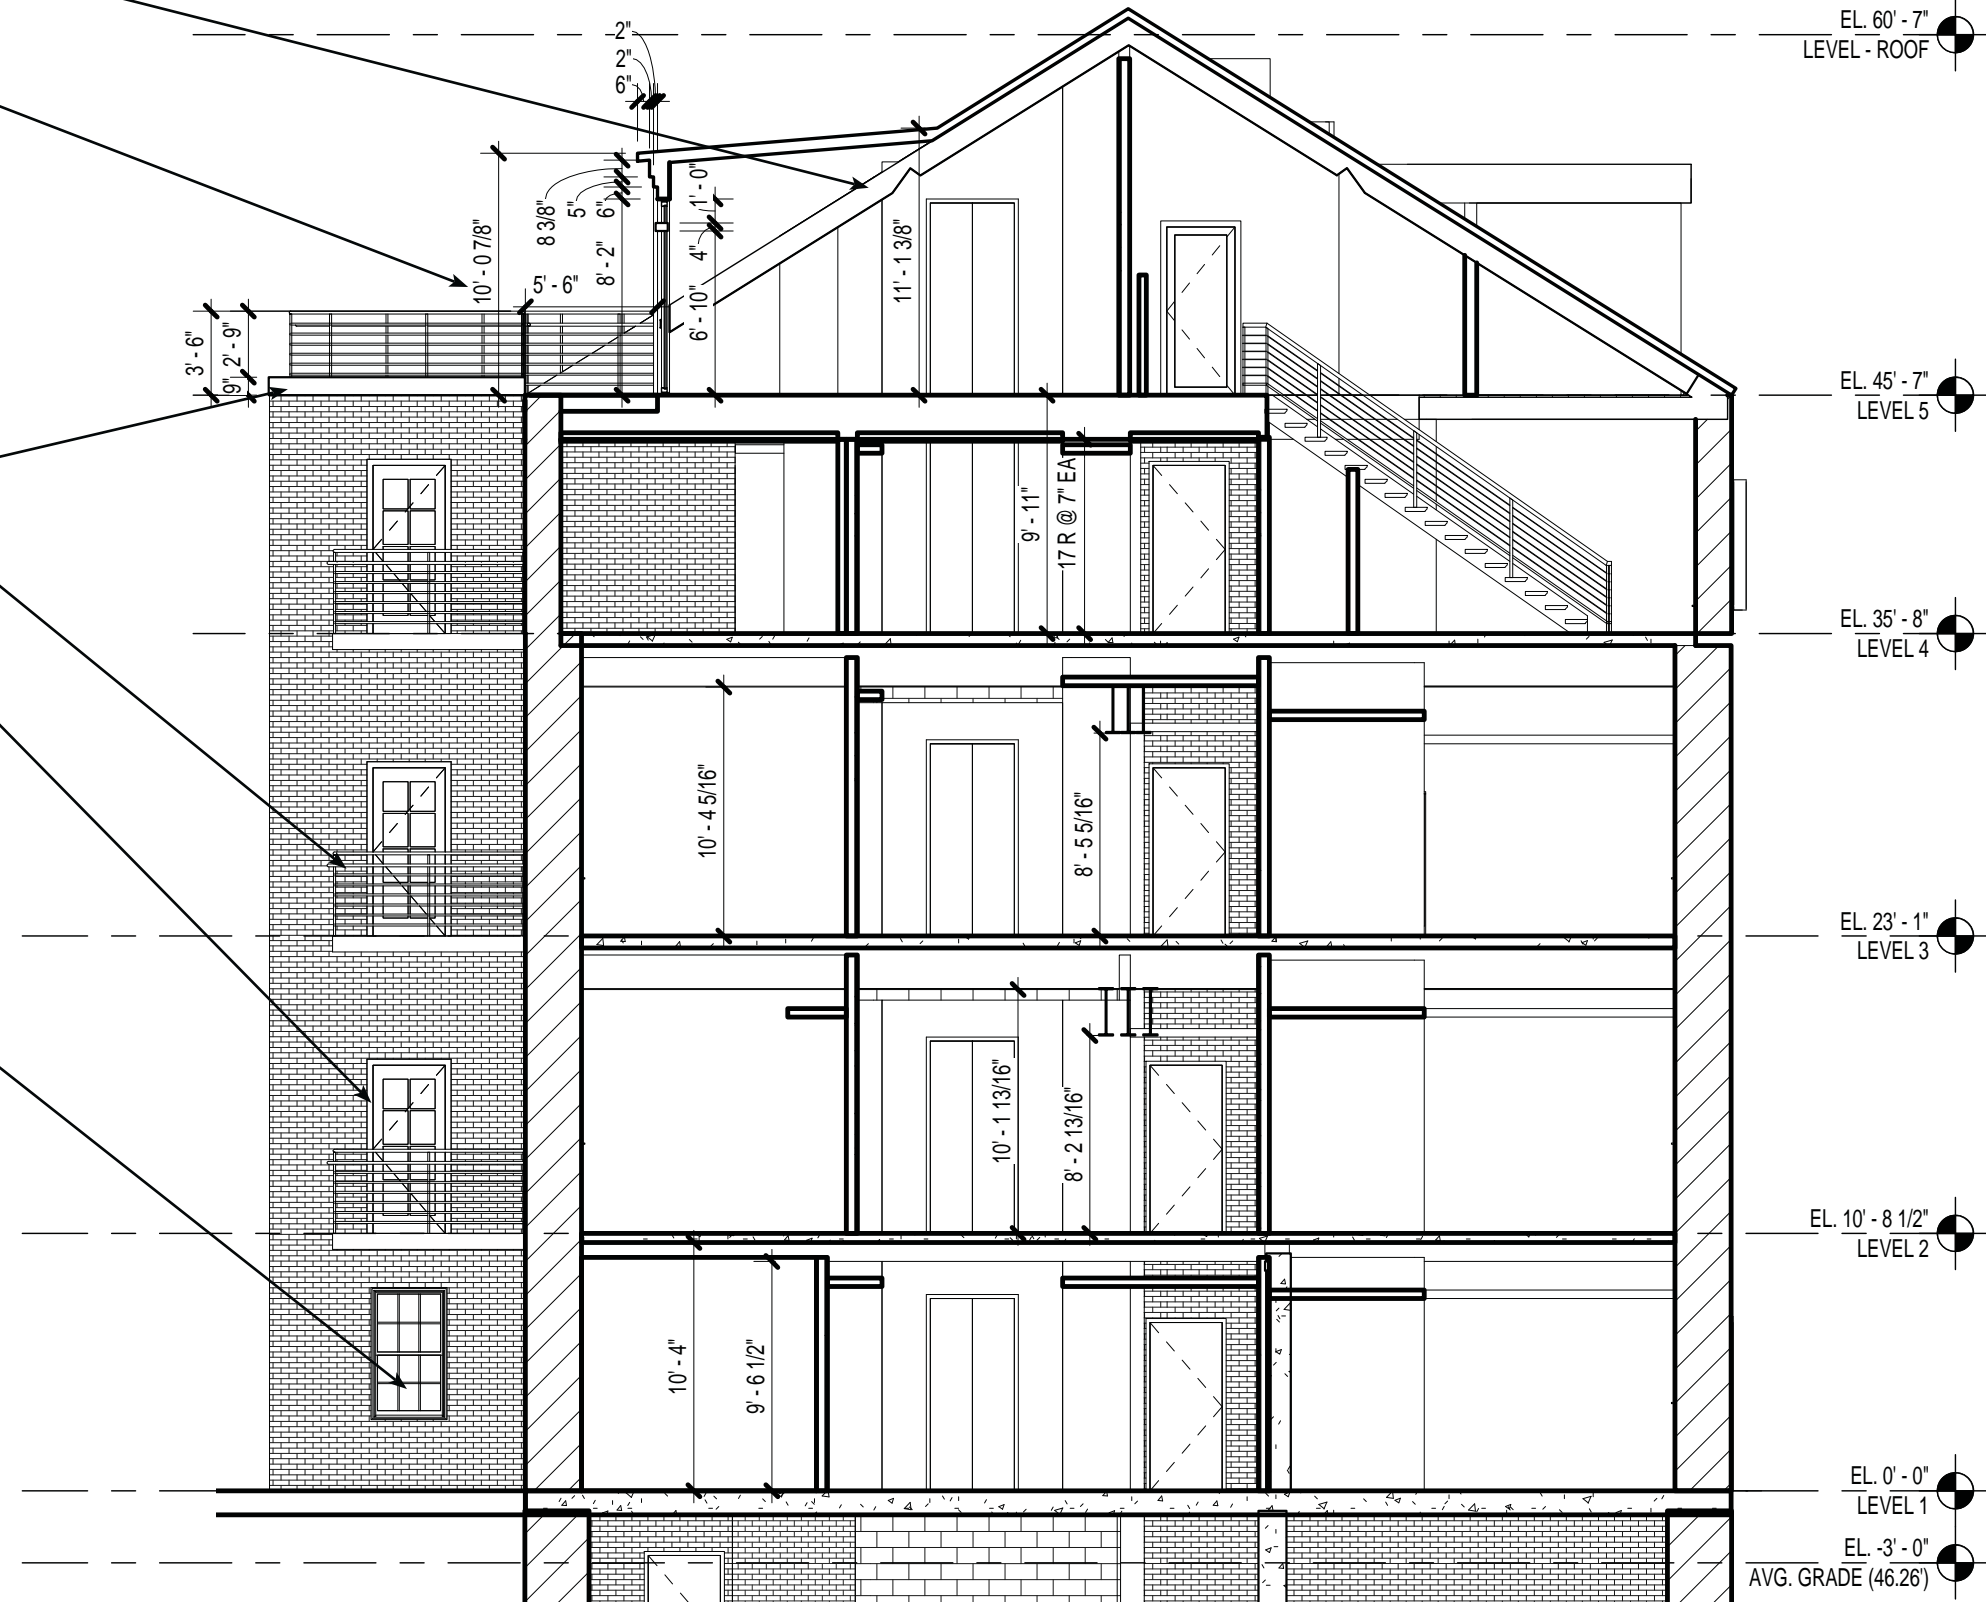 EL. 60' - 7"
LEVEL - ROOF
2"
2"
6"
8 3/8"
5"
6"
1' - 0"
10' - 0 7/8"
8' - 2"
4"
6' - 10"
11' - 1 3/8"
5' - 6"
3' - 6"
2' - 9"
9"
EL. 45' - 7"
LEVEL 5
9' - 11"
17 R @ 7" EA
EL. 35' - 8"
LEVEL 4
10' - 4 5/16"
8' - 5 5/16"
EL. 23' - 1"
LEVEL 3
10' - 1 13/16"
8' - 2 13/16"
EL. 10' - 8 1/2"
LEVEL 2
10' - 4"
9' - 6 1/2"
EL. 0' - 0"
LEVEL 1
EL. -3' - 0"
AVG. GRADE (46.26')